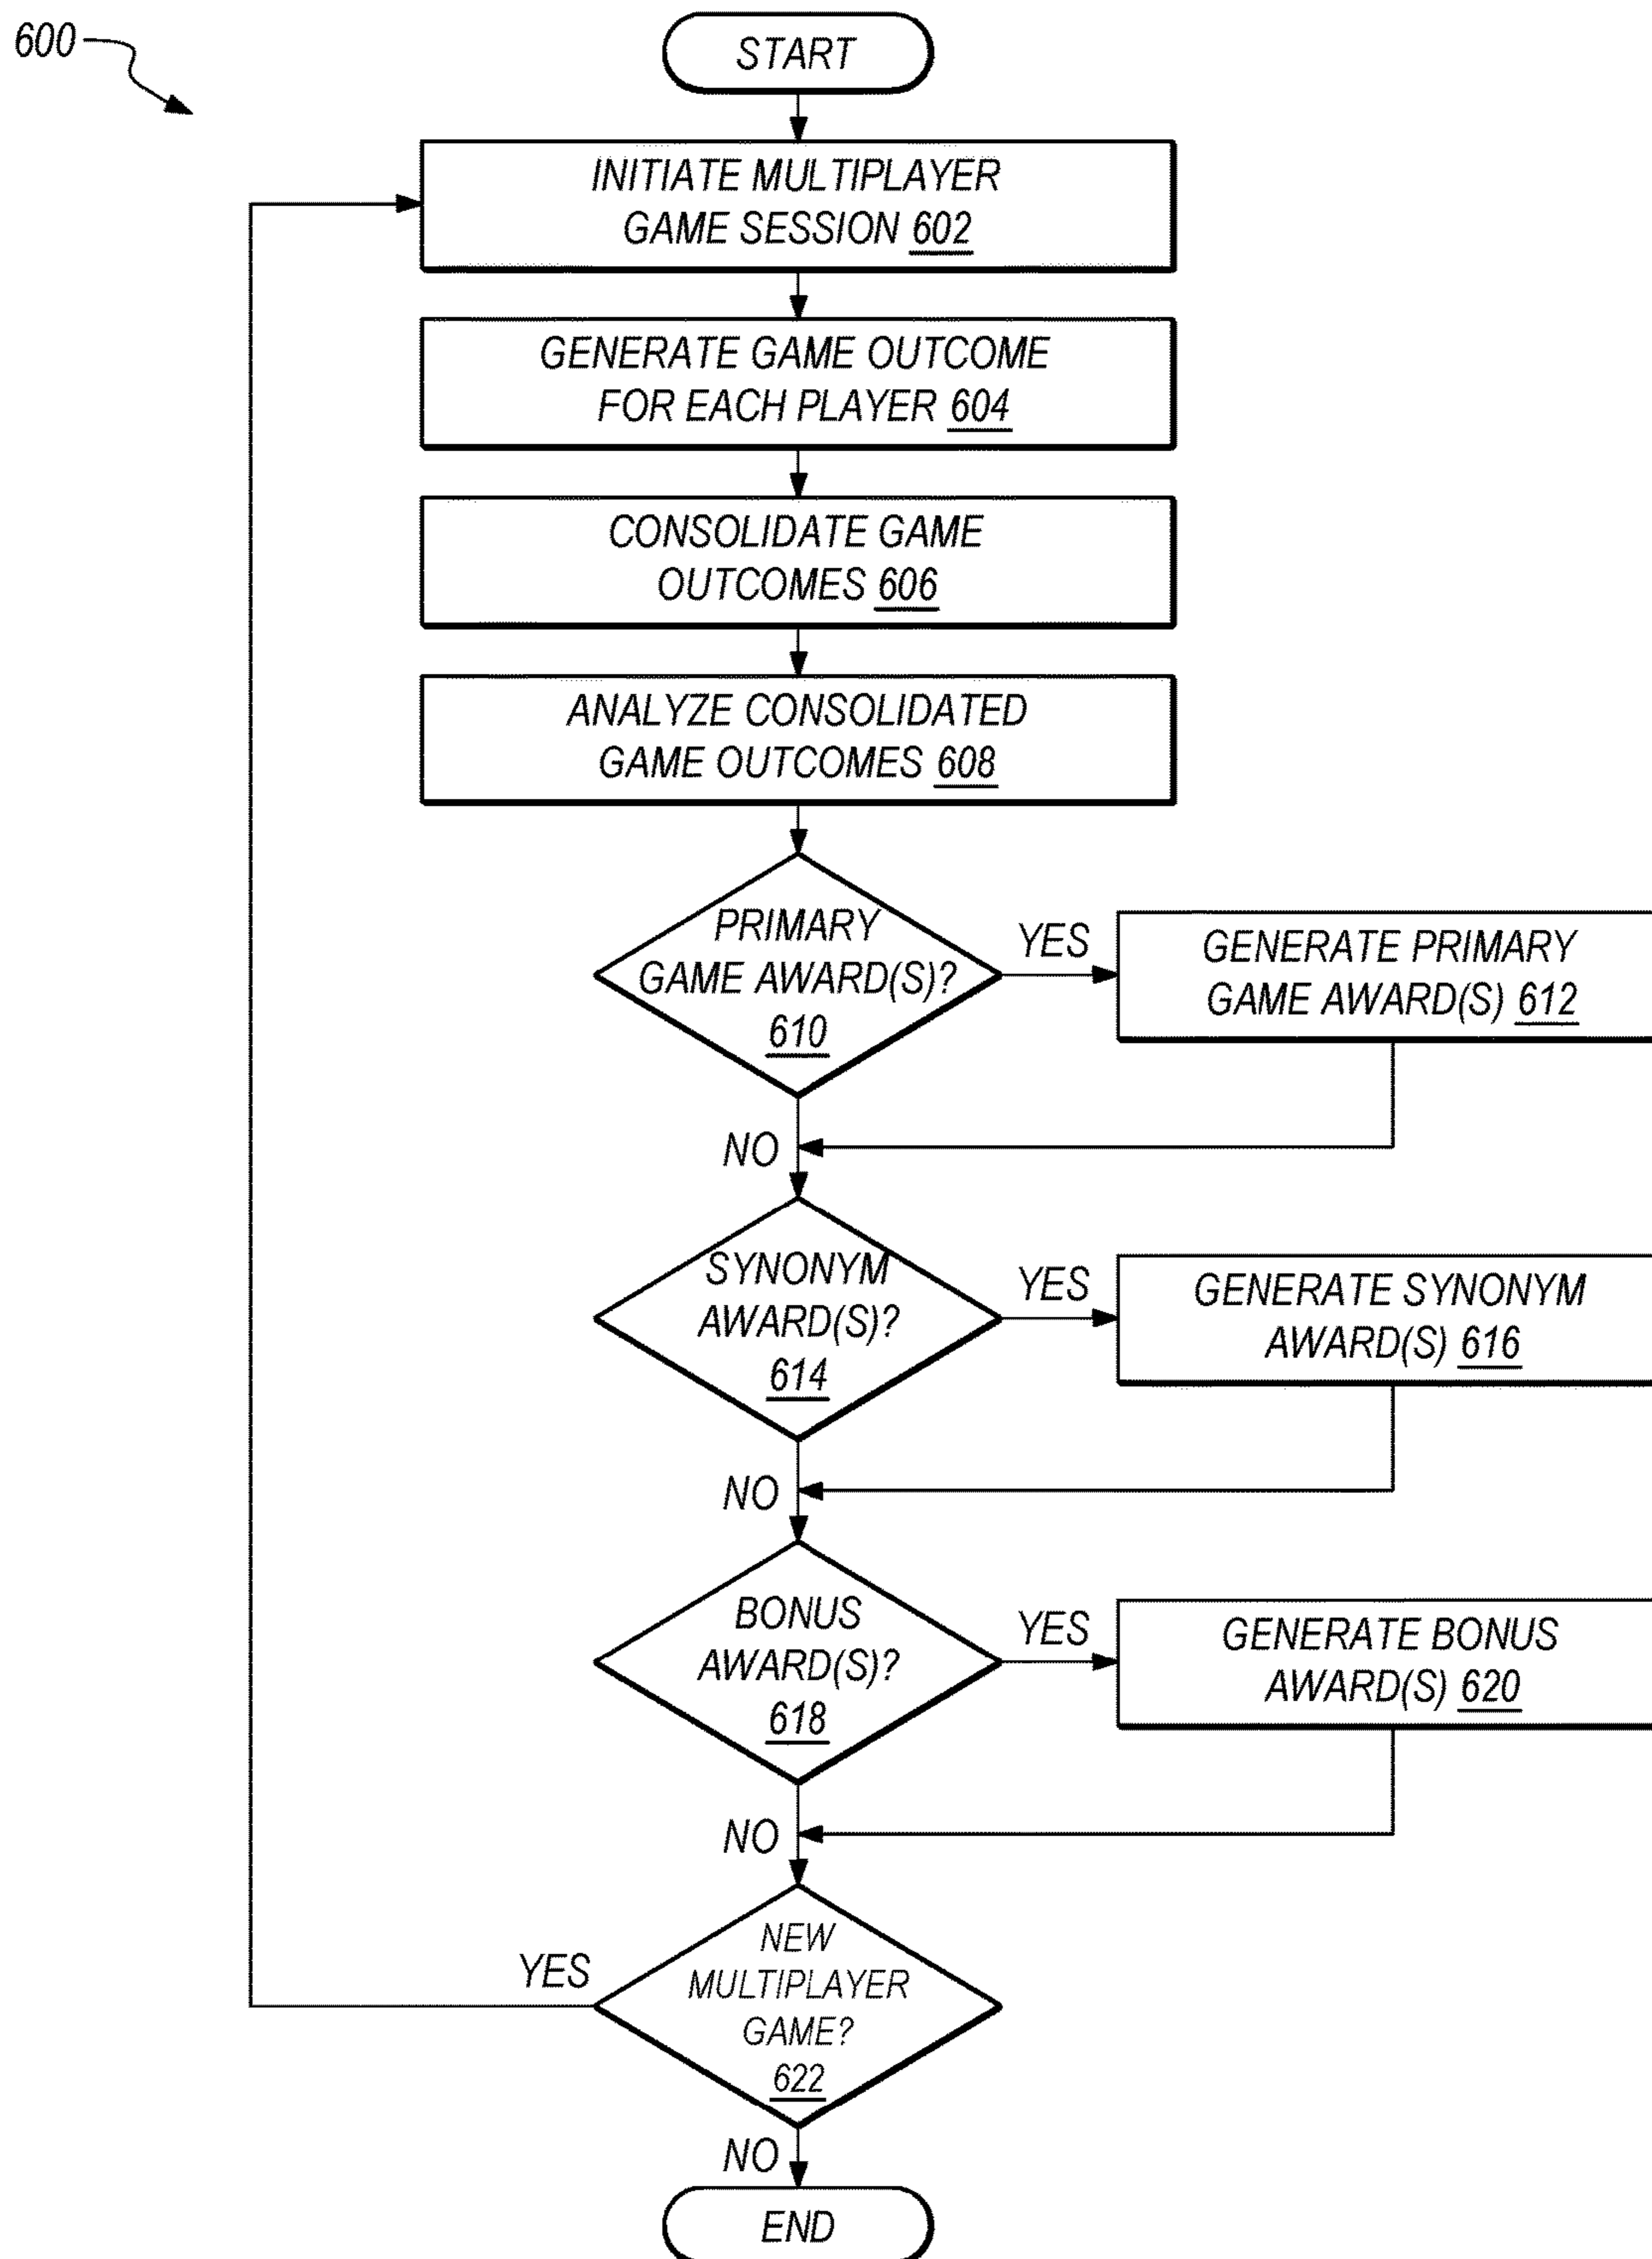 600
START
INITIATE MULTIPLAYER
GAME SESSION 602
GENERATE GAME OUTCOME
FOR EACH PLAYER 604
CONSOLIDATE GAME
OUTCOMES 606
ANALYZE CONSOLIDATED
GAME OUTCOMES 608
PRIMARY
GAME AWARD(S)?
610
YES
GENERATE PRIMARY
GAME AWARD(S) 612
NO
SYNONYM
AWARD(S)?
614
YES
GENERATE SYNONYM
AWARD(S) 616
NO
BONUS
AWARD(S)?
618
YES
GENERATE BONUS
AWARD(S) 620
NO
YES
NEW
MULTIPLAYER
GAME?
622
NO
END